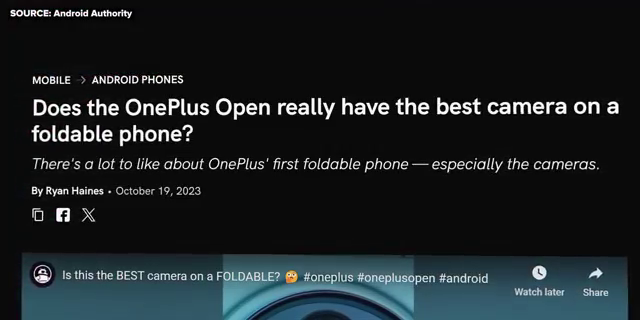 SOURCE: Android Authority
MOBILE → ANDROID PHONES
Does the OnePlus Open really have the best camera on a
foldable phone?
There's a lot to like about OnePlus' first foldable phone — especially the cameras.
By Ryan Haines • October 19, 2023
Is this the BEST camera on a FOLDABLE? 🤔 #oneplus #oneplusopen #android
Watch later Share